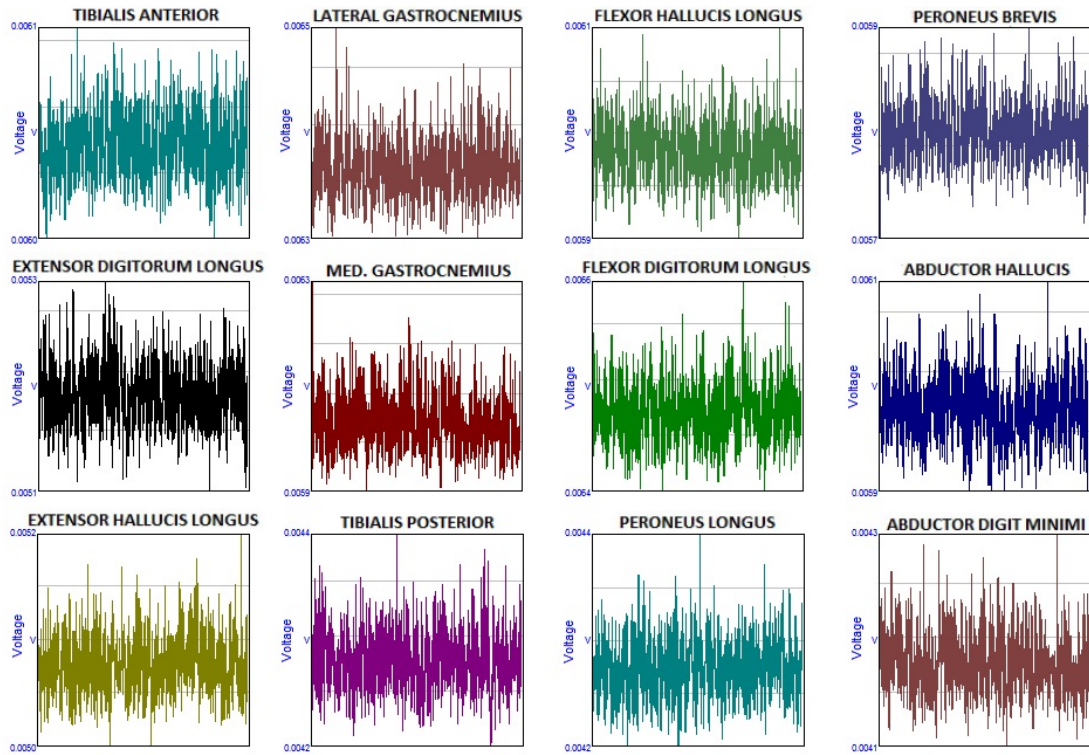 TIBIALIS ANTERIOR
0.0061
Voltage
V
0.0060
LATERAL GASTROCNEMIUS
0.0065
Voltage
V
0.0063
FLEXOR HALLUCIS LONGUS
0.0061
Voltage
V
0.0059
PERONEUS BREVIS
0.0059
Voltage
V
0.0057
EXTENSOR DIGITORUM LONGUS
0.0053
Voltage
V
0.0051
MED. GASTROCNEMIUS
0.0063
Voltage
V
0.0059
FLEXOR DIGITORUM LONGUS
0.0066
Voltage
V
0.0064
ABDUCTOR HALLUCIS
0.0061
Voltage
V
0.0059
EXTENSOR HALLUCIS LONGUS
0.0052
Voltage
V
0.0050
TIBIALIS POSTERIOR
0.0044
Voltage
V
0.0042
PERONEUS LONGUS
0.0044
Voltage
V
0.0042
ABDUCTOR DIGIT MINIMI
0.0043
Voltage
V
0.0041